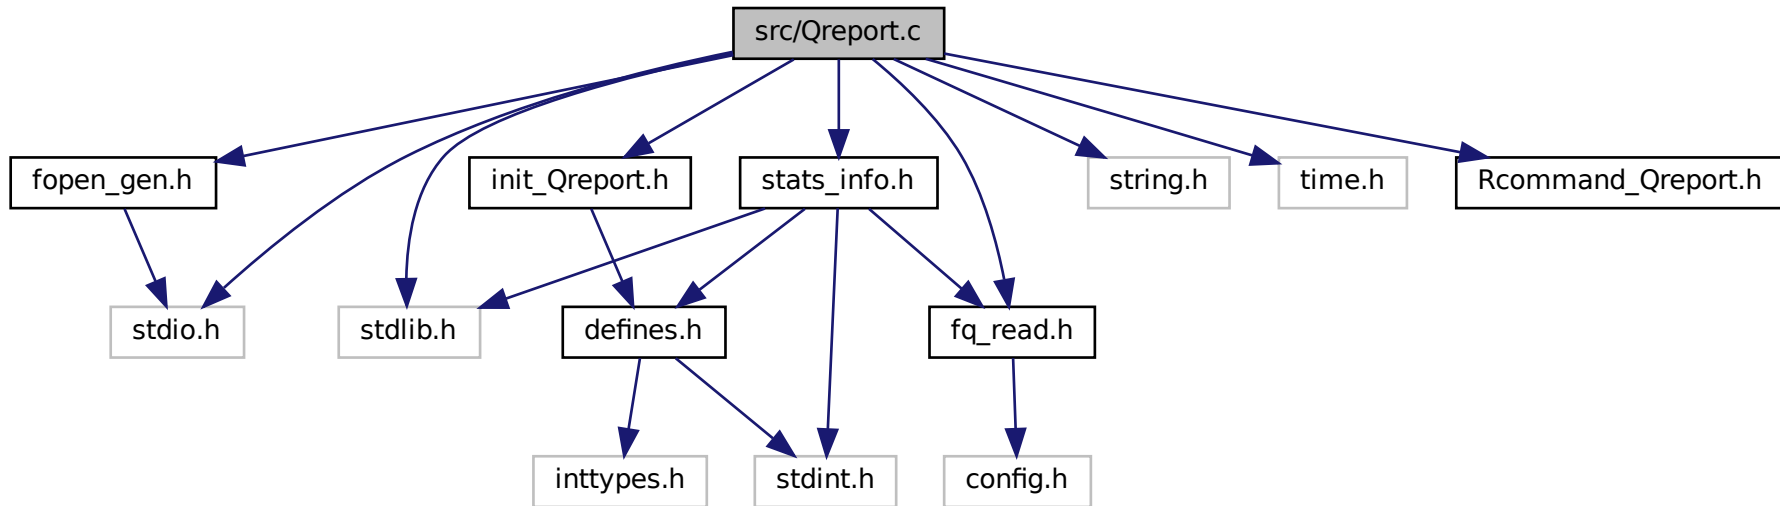 src/Qreport.c
fopen_gen.h
init_Qreport.h
stats_info.h
string.h
time.h
Rcommand_Qreport.h
stdio.h
stdlib.h
defines.h
fq_read.h
inttypes.h
stdint.h
config.h